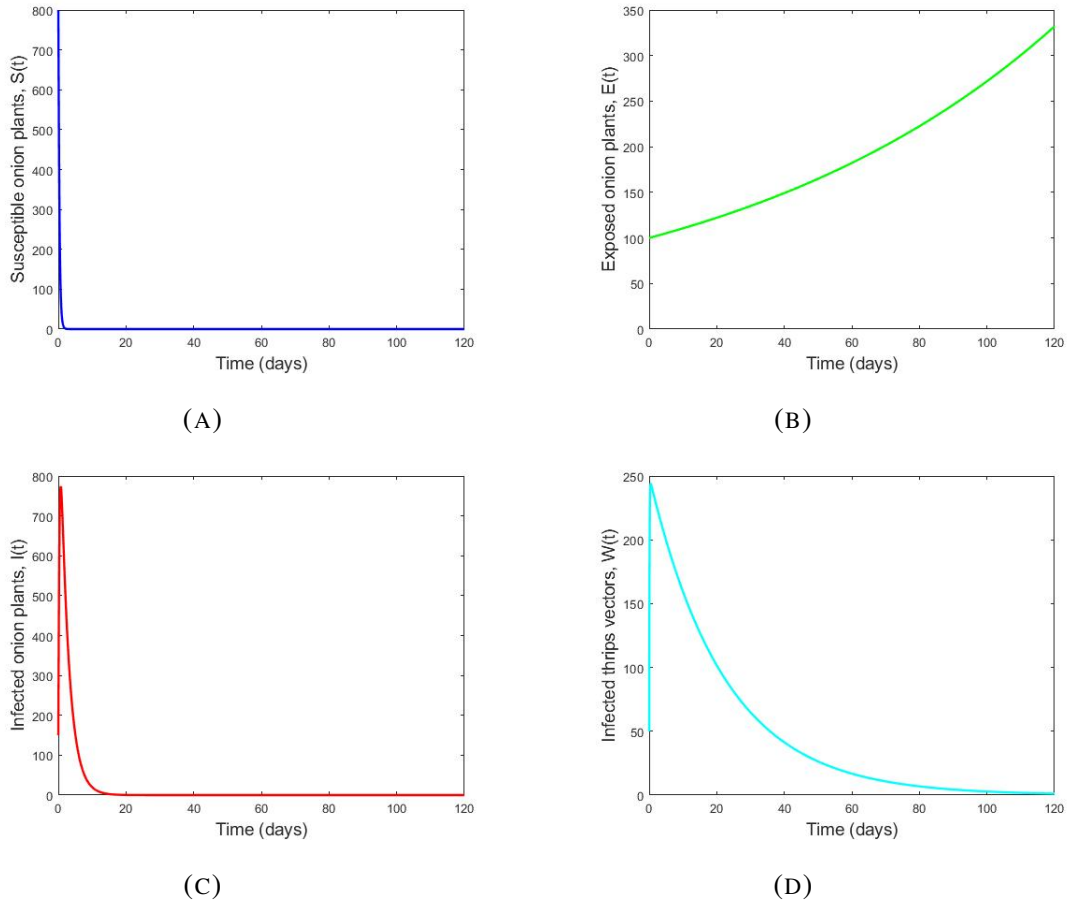 Susceptible onion plants, S(t)
800
700
600
500
400
300
200
100
0
0 20 40 60 80 100 120
Time (days)
(A)
Exposed onion plants, E(t)
350
300
250
200
150
100
50
0
0 20 40 60 80 100 120
Time (days)
(B)
Infected onion plants, I(t)
800
700
600
500
400
300
200
100
0
0 20 40 60 80 100 120
Time (days)
(C)
Infected thrips vectors, W(t)
250
200
150
100
50
0
0 20 40 60 80 100 120
Time (days)
(D)